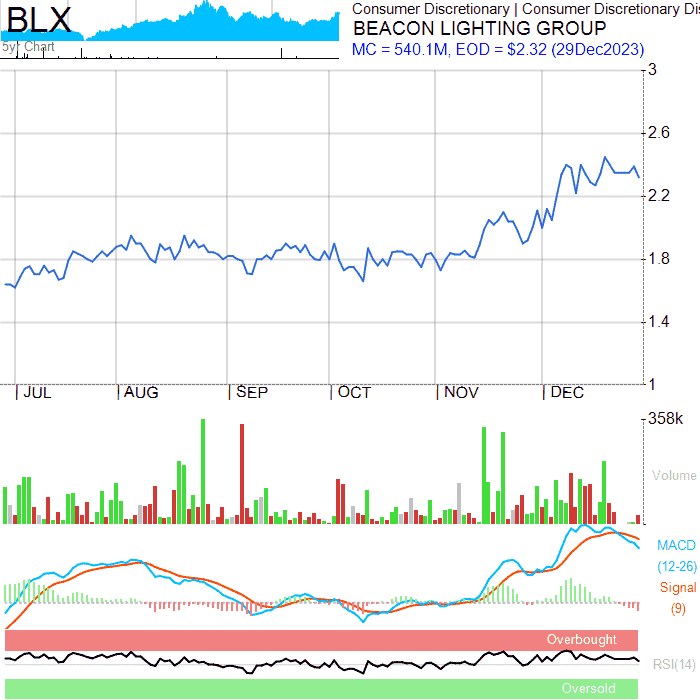 BLX
5yr Chart
Consumer Discretionary | Consumer Discretionary Dis
BEACON LIGHTING GROUP
MC = 540.1M, EOD = $2.32 (29Dec2023)
3
2.6
2.2
1.8
1.4
1
JUL AUG SEP OCT NOV DEC
358k
Volume
MACD
(12-26)
Signal
(9)
Overbought
RSI(14)
Oversold